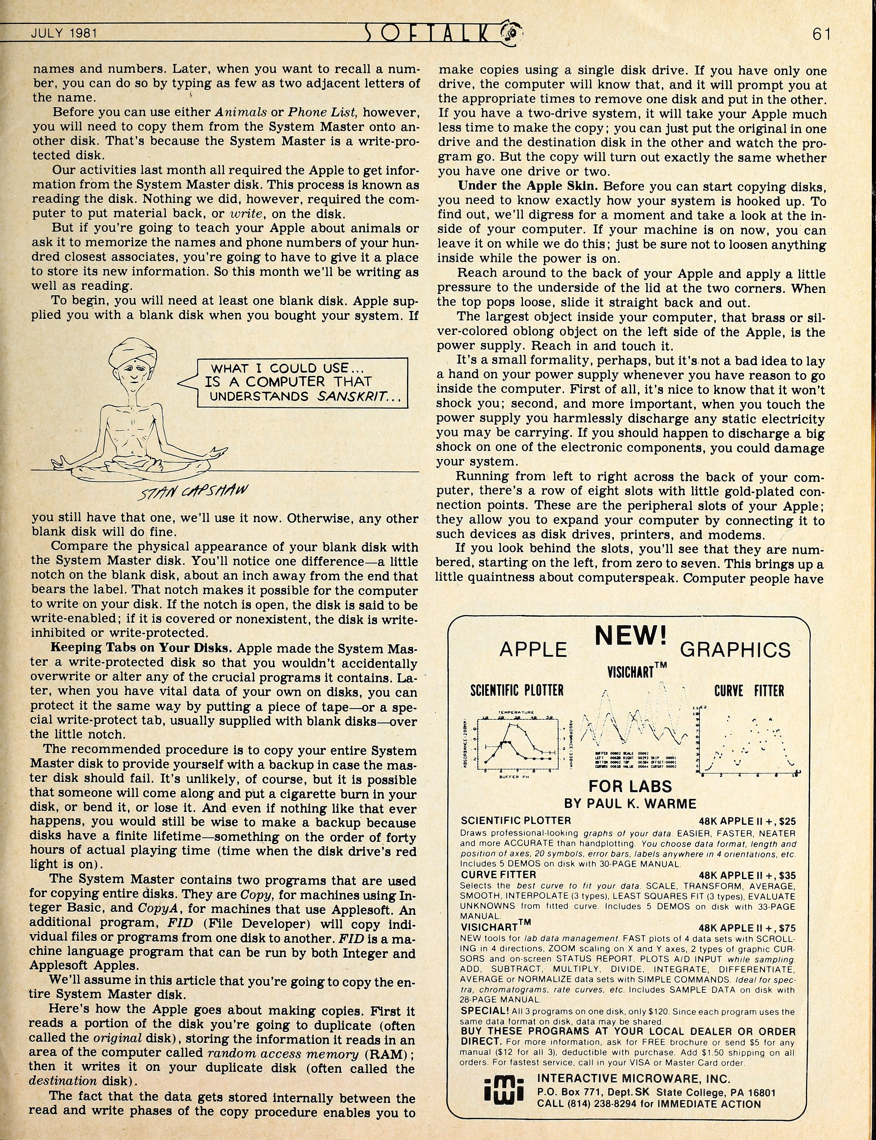 JULY 1981
SOFTALK
61
names and numbers. Later, when you want to recall a num-
ber, you can do so by typing as few as two adjacent letters of
the name.
Before you can use either Animals or Phone List, however,
you will need to copy them from the System Master onto an-
other disk. That's because the System Master is a write-pro-
tected disk.
Our activities last month all required the Apple to get infor-
mation from the System Master disk. This process is known as
reading the disk. Nothing we did, however, required the com-
puter to put material back, or write, on the disk.
But if you're going to teach your Apple about animals or
ask it to memorize the names and phone numbers of your hun-
dred closest associates, you're going to have to give it a place
to store its new information. So this month we'll be writing as
well as reading.
To begin, you will need at least one blank disk. Apple sup-
plied you with a blank disk when you bought your system. If
WHAT I COULD USE...
IS A COMPUTER THAT
UNDERSTANDS SANSKRIT...
STAN CAPSHAW
you still have that one, we'll use it now. Otherwise, any other
blank disk will do fine.
Compare the physical appearance of your blank disk with
the System Master disk. You'll notice one difference—a little
notch on the blank disk, about an inch away from the end that
bears the label. That notch makes it possible for the computer
to write on your disk. If the notch is open, the disk is said to be
write-enabled; if it is covered or nonexistent, the disk is write-
inhibited or write-protected.
Keeping Tabs on Your Disks. Apple made the System Mas-
ter a write-protected disk so that you wouldn't accidentally
overwrite or alter any of the crucial programs it contains. La-
ter, when you have vital data of your own on disks, you can
protect it the same way by putting a piece of tape—or a spe-
cial write-protect tab, usually supplied with blank disks—over
the little notch.
The recommended procedure is to copy your entire System
Master disk to provide yourself with a backup in case the mas-
ter disk should fail. It's unlikely, of course, but it is possible
that someone will come along and put a cigarette burn in your
disk, or bend it, or lose it. And even if nothing like that ever
happens, you would still be wise to make a backup because
disks have a finite lifetime—something on the order of forty
hours of actual playing time (time when the disk drive's red
light is on).
The System Master contains two programs that are used
for copying entire disks. They are Copy, for machines using In-
teger Basic, and CopyA, for machines that use Applesoft. An
additional program, FID (File Developer) will copy indi-
vidual files or programs from one disk to another. FID is a ma-
chine language program that can be run by both Integer and
Applesoft Apples.
We'll assume in this article that you're going to copy the en-
tire System Master disk.
Here's how the Apple goes about making copies. First it
reads a portion of the disk you're going to duplicate (often
called the original disk), storing the information it reads in an
area of the computer called random access memory (RAM);
then it writes it on your duplicate disk (often called the
destination disk).
The fact that the data gets stored internally between the
read and write phases of the copy procedure enables you to
make copies using a single disk drive. If you have only one
drive, the computer will know that, and it will prompt you at
the appropriate times to remove one disk and put in the other.
If you have a two-drive system, it will take your Apple much
less time to make the copy; you can just put the original in one
drive and the destination disk in the other and watch the pro-
gram go. But the copy will turn out exactly the same whether
you have one drive or two.
Under the Apple Skin. Before you can start copying disks,
you need to know exactly how your system is hooked up. To
find out, we'll digress for a moment and take a look at the in-
side of your computer. If your machine is on now, you can
leave it on while we do this; just be sure not to loosen anything
inside while the power is on.
Reach around to the back of your Apple and apply a little
pressure to the underside of the lid at the two corners. When
the top pops loose, slide it straight back and out.
The largest object inside your computer, that brass or sil-
ver-colored oblong object on the left side of the Apple, is the
power supply. Reach in and touch it.
It's a small formality, perhaps, but it's not a bad idea to lay
a hand on your power supply whenever you have reason to go
inside the computer. First of all, it's nice to know that it won't
shock you; second, and more important, when you touch the
power supply you harmlessly discharge any static electricity
you may be carrying. If you should happen to discharge a big
shock on one of the electronic components, you could damage
your system.
Running from left to right across the back of your com-
puter, there's a row of eight slots with little gold-plated con-
nection points. These are the peripheral slots of your Apple;
they allow you to expand your computer by connecting it to
such devices as disk drives, printers, and modems.
If you look behind the slots, you'll see that they are num-
bered, starting on the left, from zero to seven. This brings up a
little quaintness about computerspeak. Computer people have
NEW!
APPLE GRAPHICS
VISICHART™
SCIENTIFIC PLOTTER
CURVE FITTER
TEMPERATURE
BUFFER PH
FOR LABS
BY PAUL K. WARME
SCIENTIFIC PLOTTER 48K APPLE II +, $25
Draws professional-looking graphs of your data. EASIER, FASTER, NEATER
and more ACCURATE than handplotting. You choose data format, length and
position of axes, 20 symbols, error bars, labels anywhere in 4 orientations, etc.
Includes 5 DEMOS on disk with 30-PAGE MANUAL.
CURVE FITTER 48K APPLE II +, $35
Selects the best curve to fit your data. SCALE, TRANSFORM, AVERAGE,
SMOOTH, INTERPOLATE (3 types), LEAST SQUARES FIT (3 types), EVALUATE
UNKNOWNS from fitted curve. Includes 5 DEMOS on disk with 33-PAGE
MANUAL.
VISICHART™ 48K APPLE II +, $75
NEW tools for lab data management. FAST plots of 4 data sets with SCROLL-
ING in 4 directions, ZOOM scaling on X and Y axes, 2 types of graphic CUR-
SORS and on-screen STATUS REPORT. PLOTS A/D INPUT while sampling.
ADD, SUBTRACT, MULTIPLY, DIVIDE, INTEGRATE, DIFFERENTIATE,
AVERAGE or NORMALIZE data sets with SIMPLE COMMANDS. Ideal for spec-
tra, chromatograms, rate curves, etc. Includes SAMPLE DATA on disk with
28-PAGE MANUAL.
SPECIAL! All 3 programs on one disk, only $120. Since each program uses the
same data format on disk, data may be shared.
BUY THESE PROGRAMS AT YOUR LOCAL DEALER OR ORDER
DIRECT. For more information, ask for FREE brochure or send $5 for any
manual ($12 for all 3), deductible with purchase. Add $1.50 shipping on all
orders. For fastest service, call in your VISA or Master Card order.
INTERACTIVE MICROWARE, INC.
P.O. Box 771, Dept. SK State College, PA 16801
CALL (814) 238-8294 for IMMEDIATE ACTION